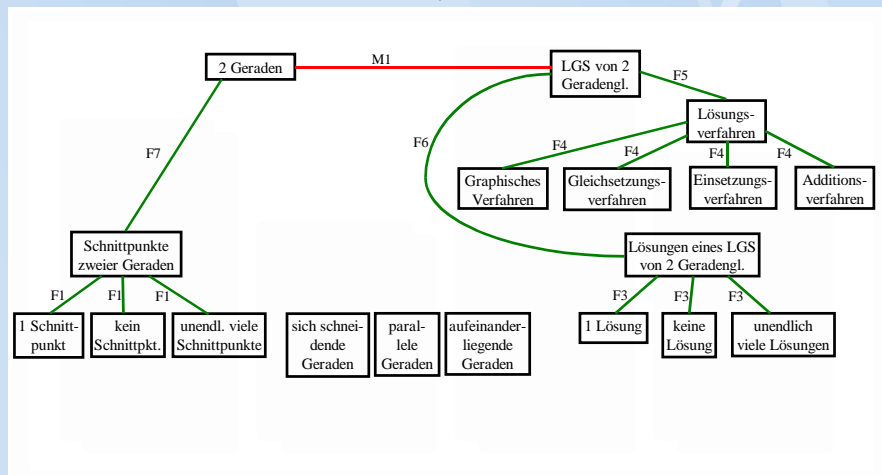 M1
2 Geraden
LGS von 2
Geradengl.
F5
Lösungs-
verfahren
F6
F4
F4
F4
F4
F7
Graphisches
Verfahren
Gleichsetzungs-
verfahren
Einsetzungs-
verfahren
Additions-
verfahren
Schnittpunkte
zweier Geraden
Lösungen eines LGS
von 2 Geradengl.
F1
F1
F1
F3
F3
F3
1 Schnitt-
punkt
kein
Schnittpkt.
unendl. viele
Schnittpunkte
sich schnei-
dende
Geraden
paral-
lele
Geraden
aufeinander-
liegende
Geraden
1 Lösung
keine
Lösung
unendlich
viele Lösungen